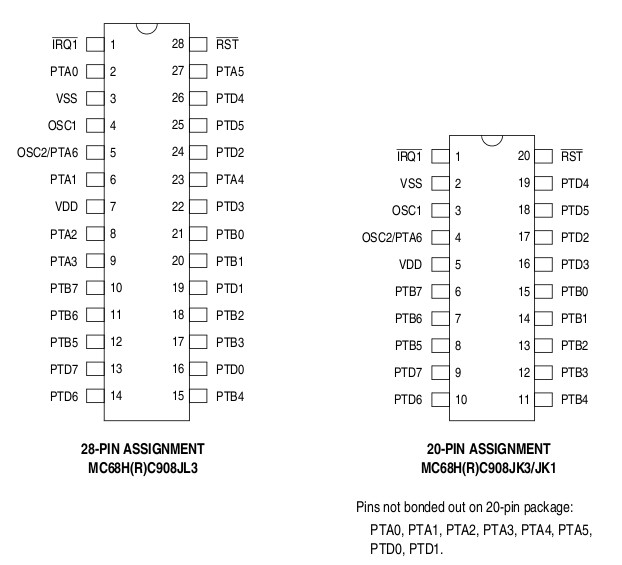 IRQ1 1 28 RST
PTA0 2 27 PTA5
VSS 3 26 PTD4
OSC1 4 25 PTD5
OSC2/PTA6 5 24 PTD2
PTA1 6 23 PTA4
VDD 7 22 PTD3
PTA2 8 21 PTB0
PTA3 9 20 PTB1
PTB7 10 19 PTD1
PTB6 11 18 PTB2
PTB5 12 17 PTB3
PTD7 13 16 PTD0
PTD6 14 15 PTB4
28-PIN ASSIGNMENT
MC68H(R)C908JL3
IRQ1 1 20 RST
VSS 2 19 PTD4
OSC1 3 18 PTD5
OSC2/PTA6 4 17 PTD2
VDD 5 16 PTD3
PTB7 6 15 PTB0
PTB6 7 14 PTB1
PTB5 8 13 PTB2
PTD7 9 12 PTB3
PTD6 10 11 PTB4
20-PIN ASSIGNMENT
MC68H(R)C908JK3/JK1
Pins not bonded out on 20-pin package:
PTA0, PTA1, PTA2, PTA3, PTA4, PTA5,
PTD0, PTD1.